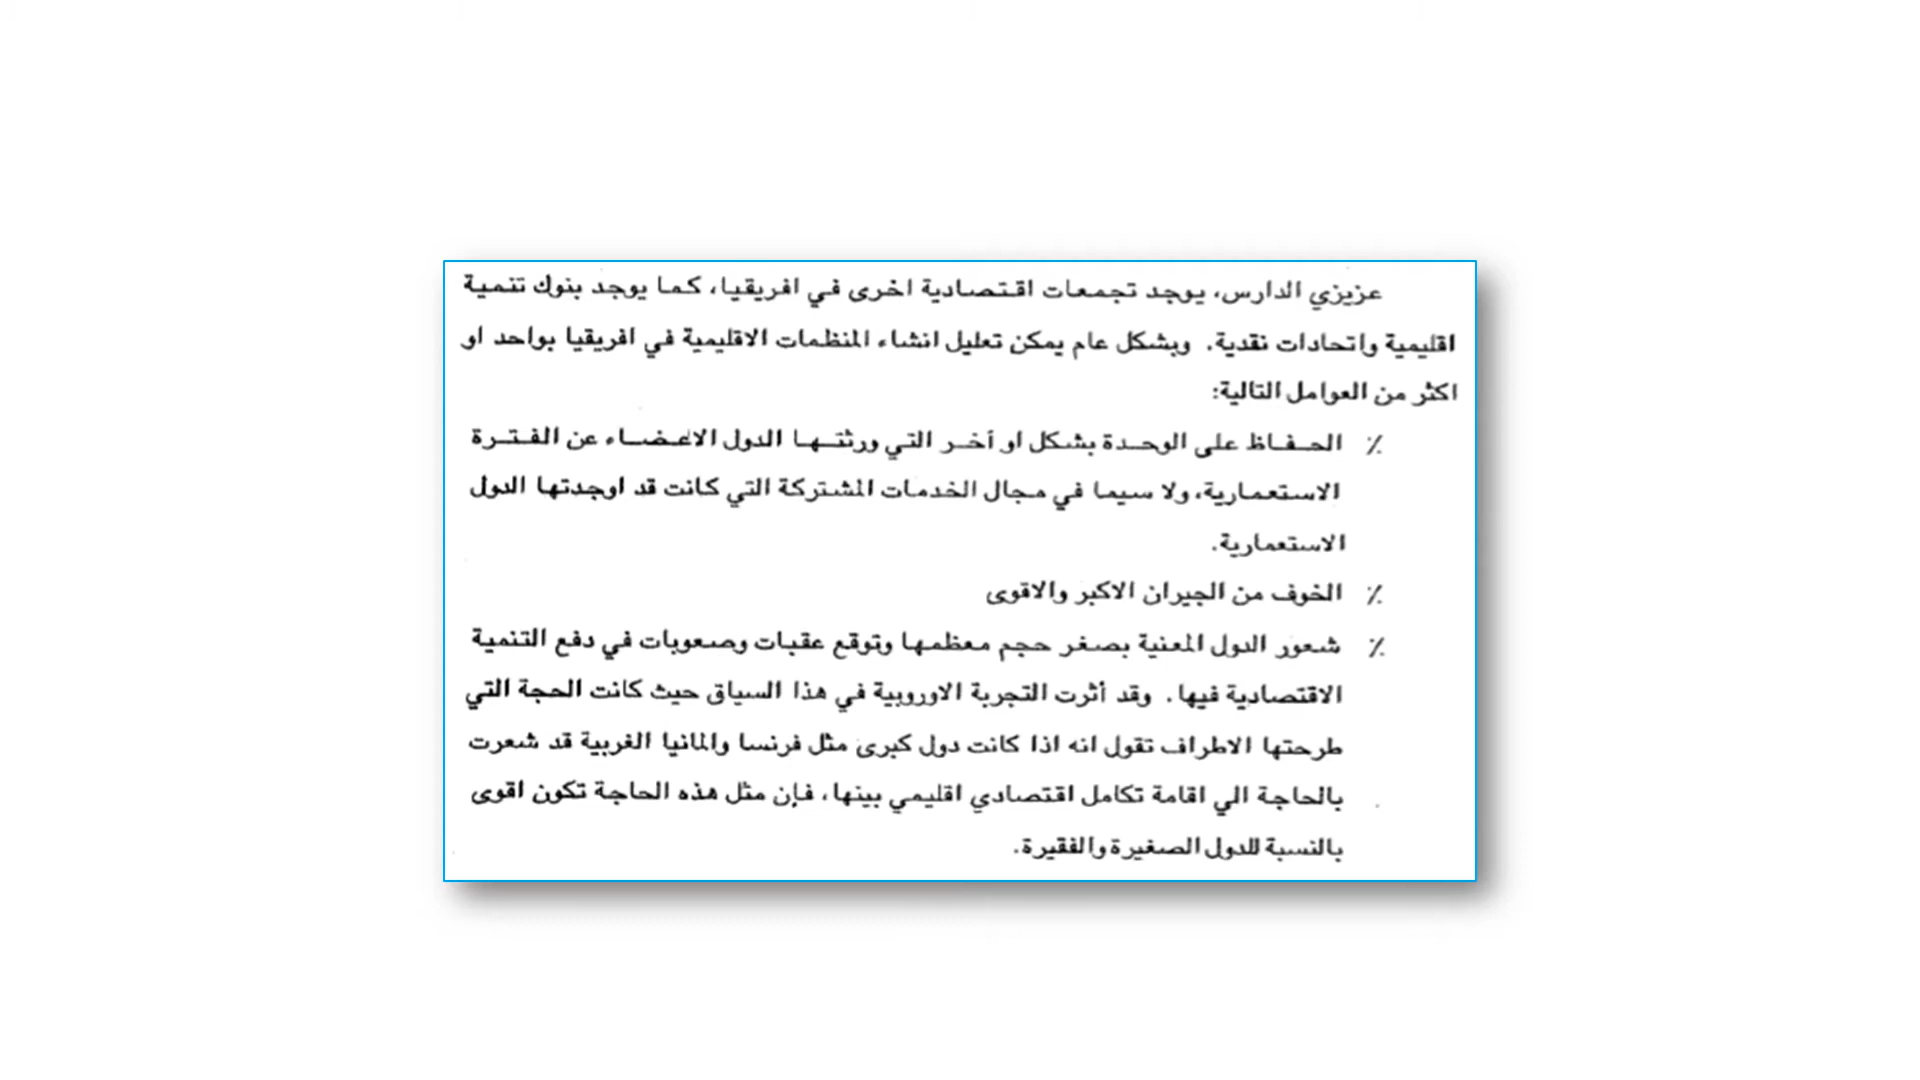 عزيزي الدارس، يوجد تجمعات اقتصادية اخرى في افريقيا، كما يوجد بنوك تنمية
اقليمية واتحادات نقدية. وبشكل عام يمكن تعليل انشاء المنظمات الاقليمية في افريقيا بواحد او
اكثر من العوامل التالية:
٪ الحفاظ على الوحدة بشكل او أخر التي ورثتها الدول الاعضاء عن الفترة
الاستعمارية، ولا سيما في مجال الخدمات المشتركة التي كانت قد اوجدتها الدول
الاستعمارية.
٪ الخوف من الجيران الاكبر والاقوى
٪ شعور الدول المعنية بصغر حجم معظمها وتوقع عقبات وصعوبات في دفع التنمية
الاقتصادية فيها. وقد أثرت التجربة الاوروبية في هذا السياق حيث كانت الحجة التي
طرحتها الاطراف تقول انه اذا كانت دول كبرى مثل فرنسا والمانيا الغربية قد شعرت
بالحاجة الي اقامة تكامل اقتصادي اقليمي بينها، فإن مثل هذه الحاجة تكون اقوى
بالنسبة للدول الصغيرة والفقيرة.